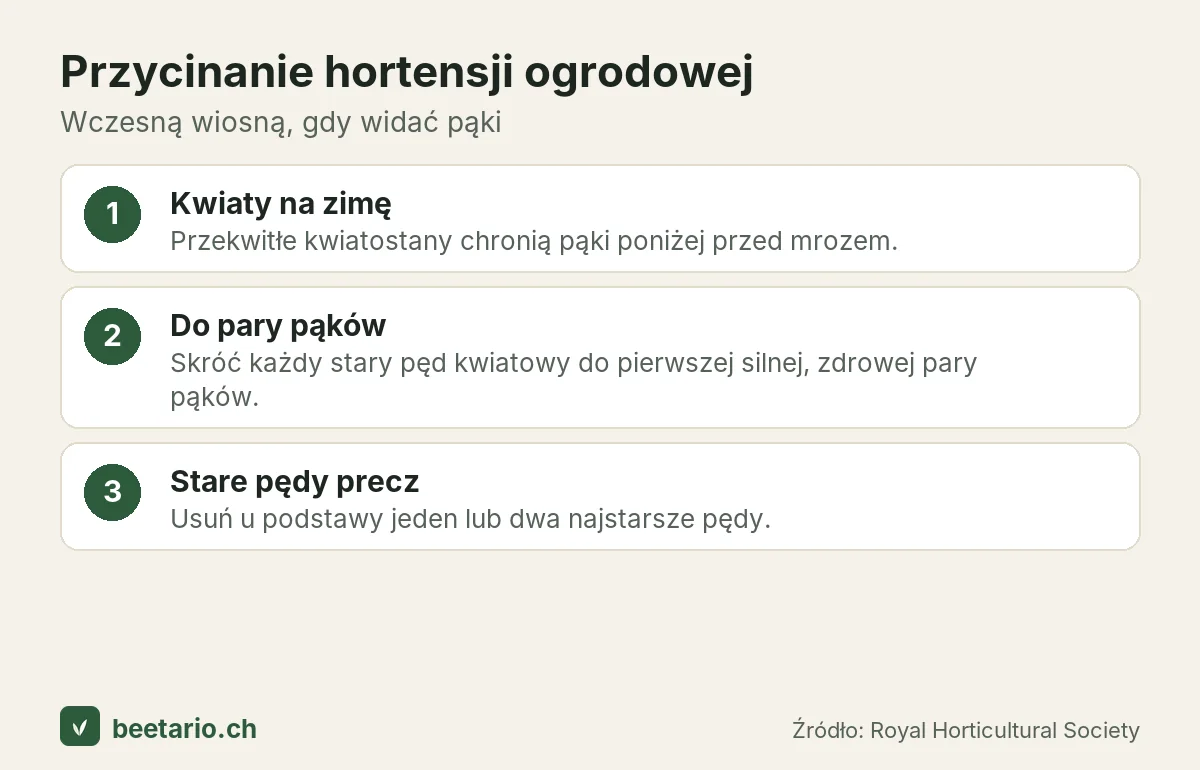 Przycinanie hortensji ogrodowej
Wczesną wiosną, gdy widać pąki
1
Kwiaty na zimę
Przekwitłe kwiatostany chronią pąki poniżej przed mrozem.
2
Do pary pąków
Skróć każdy stary pęd kwiatowy do pierwszej silnej, zdrowej pary
pąków.
3
Stare pędy precz
Usuń u podstawy jeden lub dwa najstarsze pędy.
beetario.ch
Źródło: Royal Horticultural Society